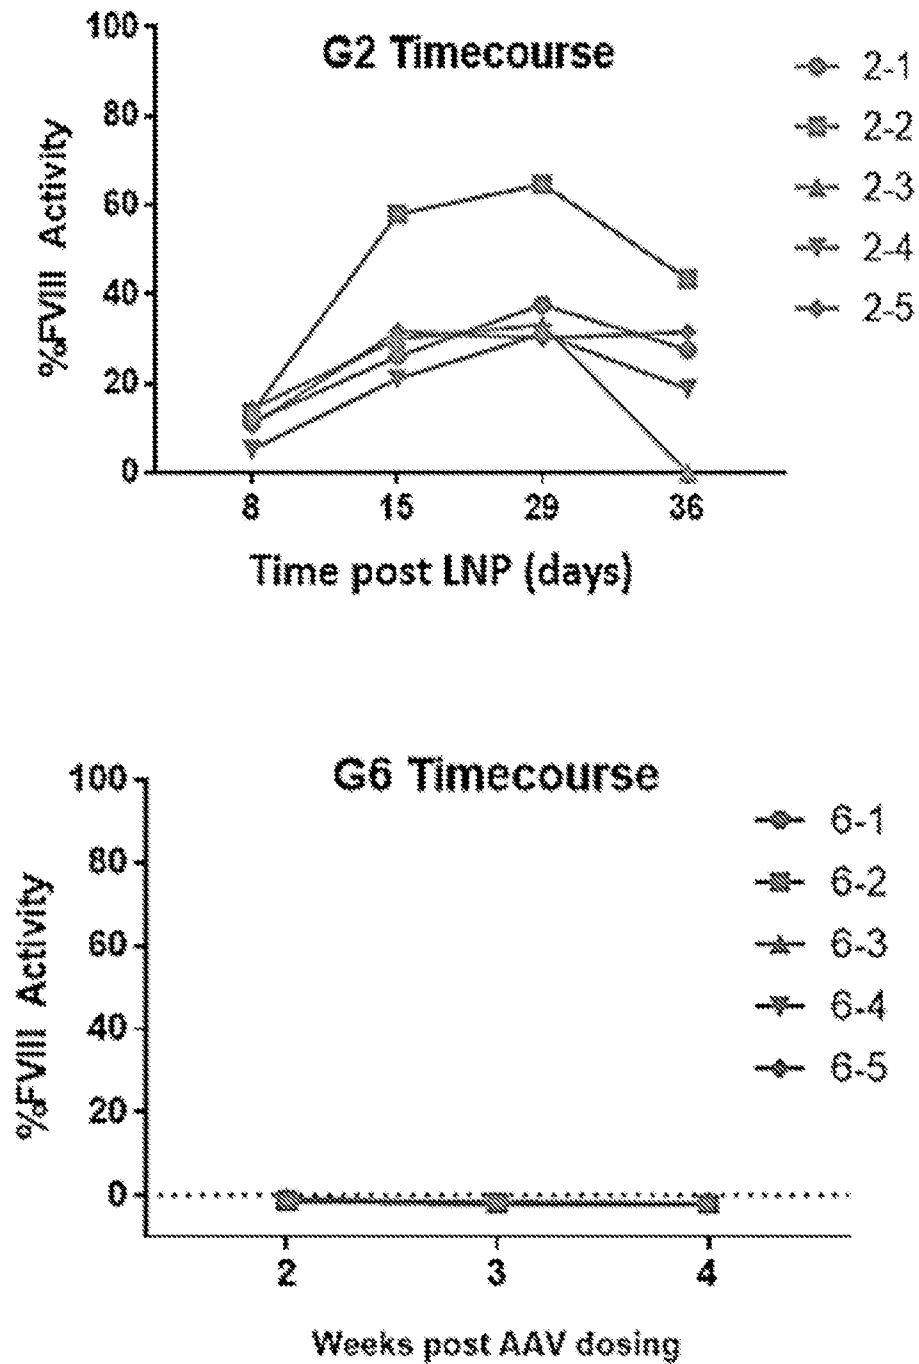 G2 Timecourse
100
80
60
40
20
0
%FVIII Activity
8 15 29 36
Time post LNP (days)
2-1
2-2
2-3
2-4
2-5
G6 Timecourse
100
80
60
40
20
0
%FVIII Activity
2 3 4
Weeks post AAV dosing
6-1
6-2
6-3
6-4
6-5